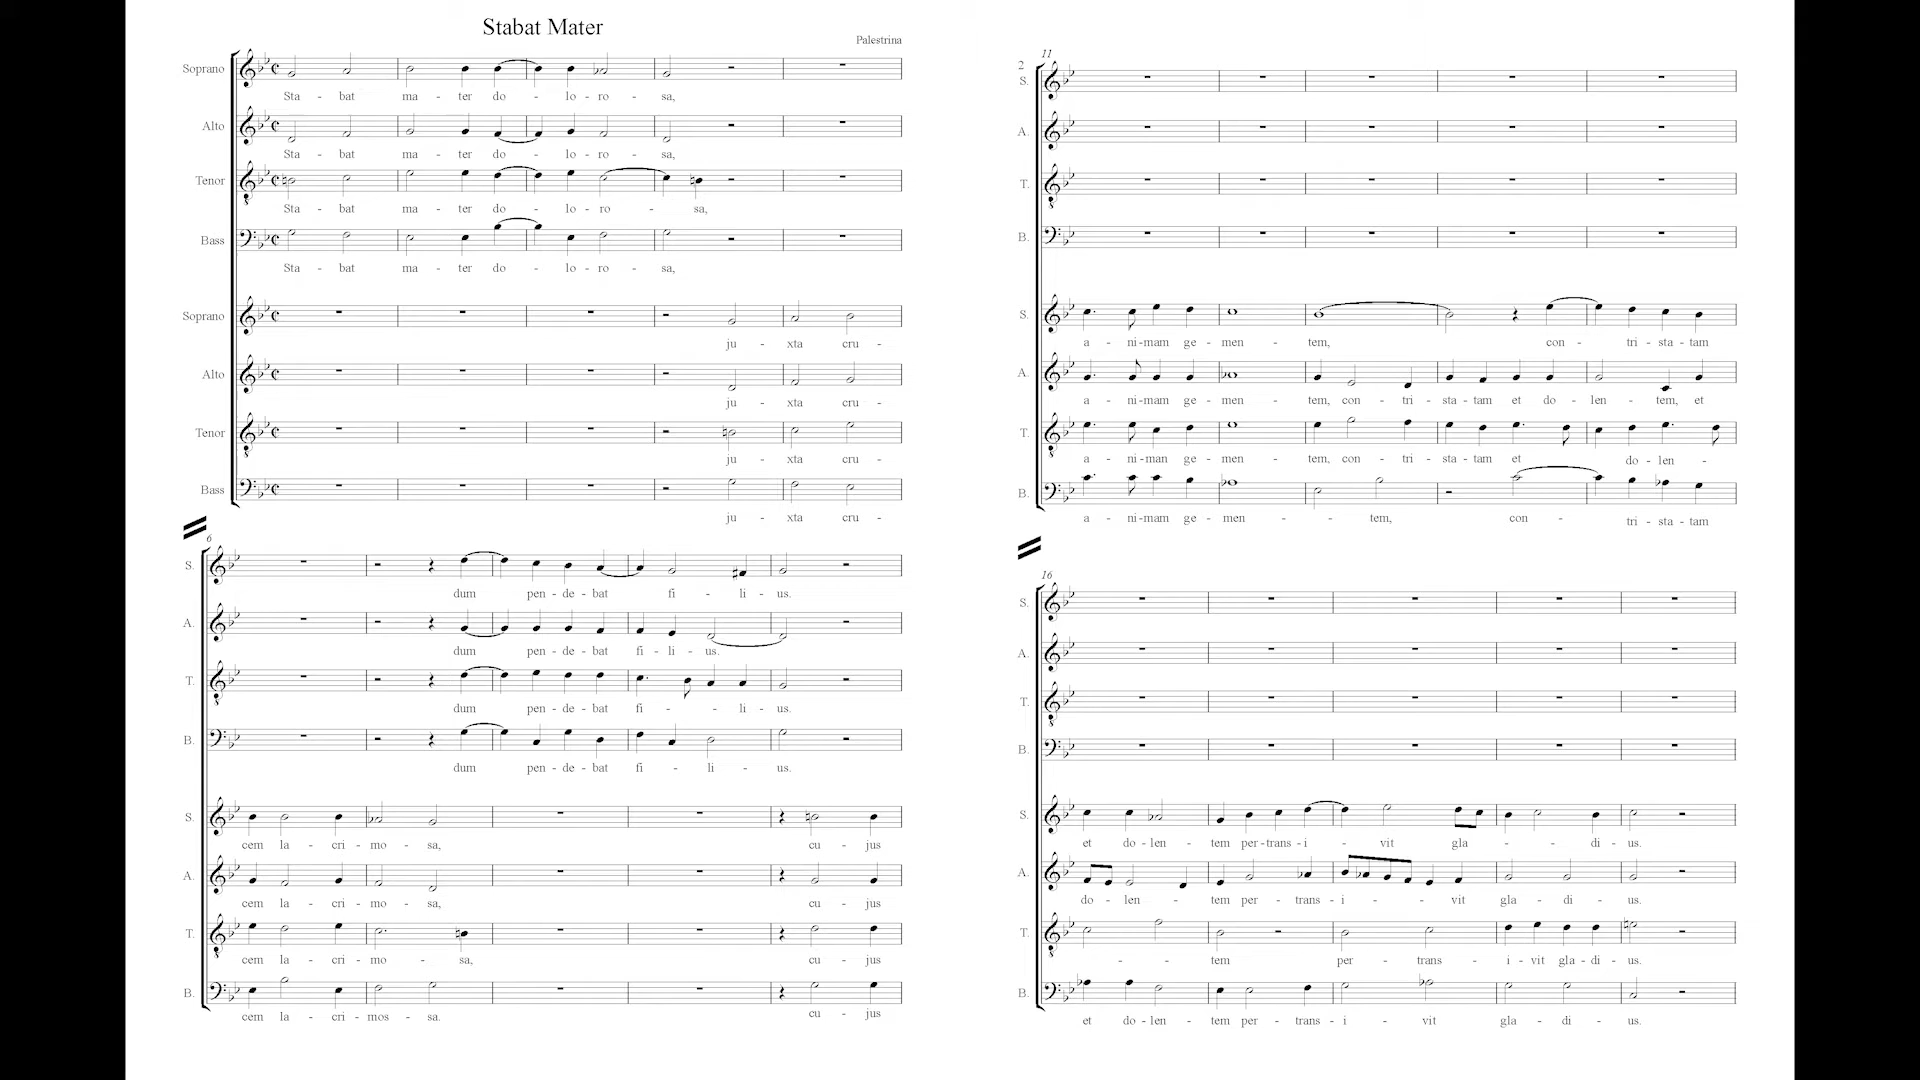 Stabat Mater
Palestrina
Soprano
Sta - bat ma - ter do - lo - ro - sa,
Alto
Sta - bat ma - ter do - lo - ro - sa,
Tenor
Sta - bat ma - ter do - lo - ro - sa,
Bass
Sta - bat ma - ter do - lo - ro - sa,
Soprano
ju - xta cru -
Alto
ju - xta cru -
Tenor
ju - xta cru -
Bass
ju - xta cru -
6
S.
dum pen - de - bat fi - li - us.
A.
dum pen - de - bat fi - li - us.
T.
dum pen - de - bat fi - li - us.
B.
dum pen - de - bat fi - li - us.
S.
cem la - cri - mo - sa, cu - jus
A.
cem la - cri - mo - sa, cu - jus
T.
cem la - cri - mo - sa, cu - jus
B.
cem la - cri - mos - sa. cu - jus
11
2
S.
A.
T.
B.
S.
a - ni - mam ge - men - tem, con - tri - sta - tam
A.
a - ni - mam ge - men - tem, con - tri - sta - tam et do - len - tem, et
T.
a - ni - man ge - men - tem, con - tri - sta - tam et do - len -
B.
a - ni - mam ge - men - - tem, con - tri - sta - tam
16
S.
A.
T.
B.
S.
et do - len - tem per - trans - i - vit gla - - di - us.
A.
do - len - tem per - trans - i - - vit gla - di - us.
T.
- - tem per - trans - i - vit gla - di - us.
B.
et do - len - tem per - trans - i - vit gla - di - us.